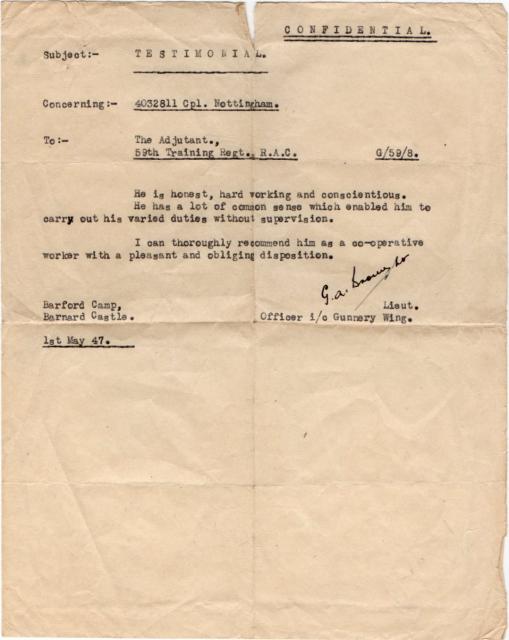 CONFIDENTIAL.
Subject:- TESTIMONIAL.
Concerning:- 4032811 Cpl. Nottingham.
To:- The Adjutant.,
59th Training Regt., R.A.C. G/59/8.
He is honest, hard working and conscientious.
He has a lot of common sense which enabled him to
carry out his varied duties without supervision.
I can thoroughly recommend him as a co-operative
worker with a pleasant and obliging disposition.
G.A.
Barford Camp, Lieut.
Barnard Castle. Officer i/c Gunnery Wing.
1st May 47.